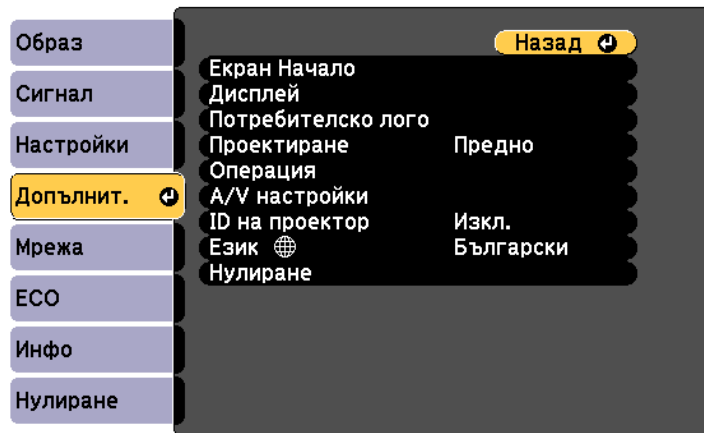 Образ
Сигнал
Настройки
Допълнит.
Мрежа
ECO
Инфо
Нулиране
Назад
Екран Начало
Дисплей
Потребителско лого
Проектиране Предно
Операция
A/V настройки
ID на проектор Изкл.
Език Български
Нулиране